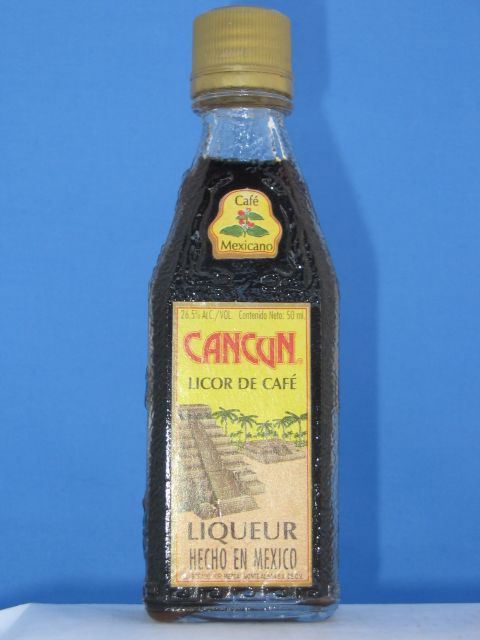 Café
Mexicano
26.5% ALC./VOL. Contenido Neto: 50 ml.
CANCUN
LICOR DE CAFÉ
LIQUEUR
HECHO EN MEXICO